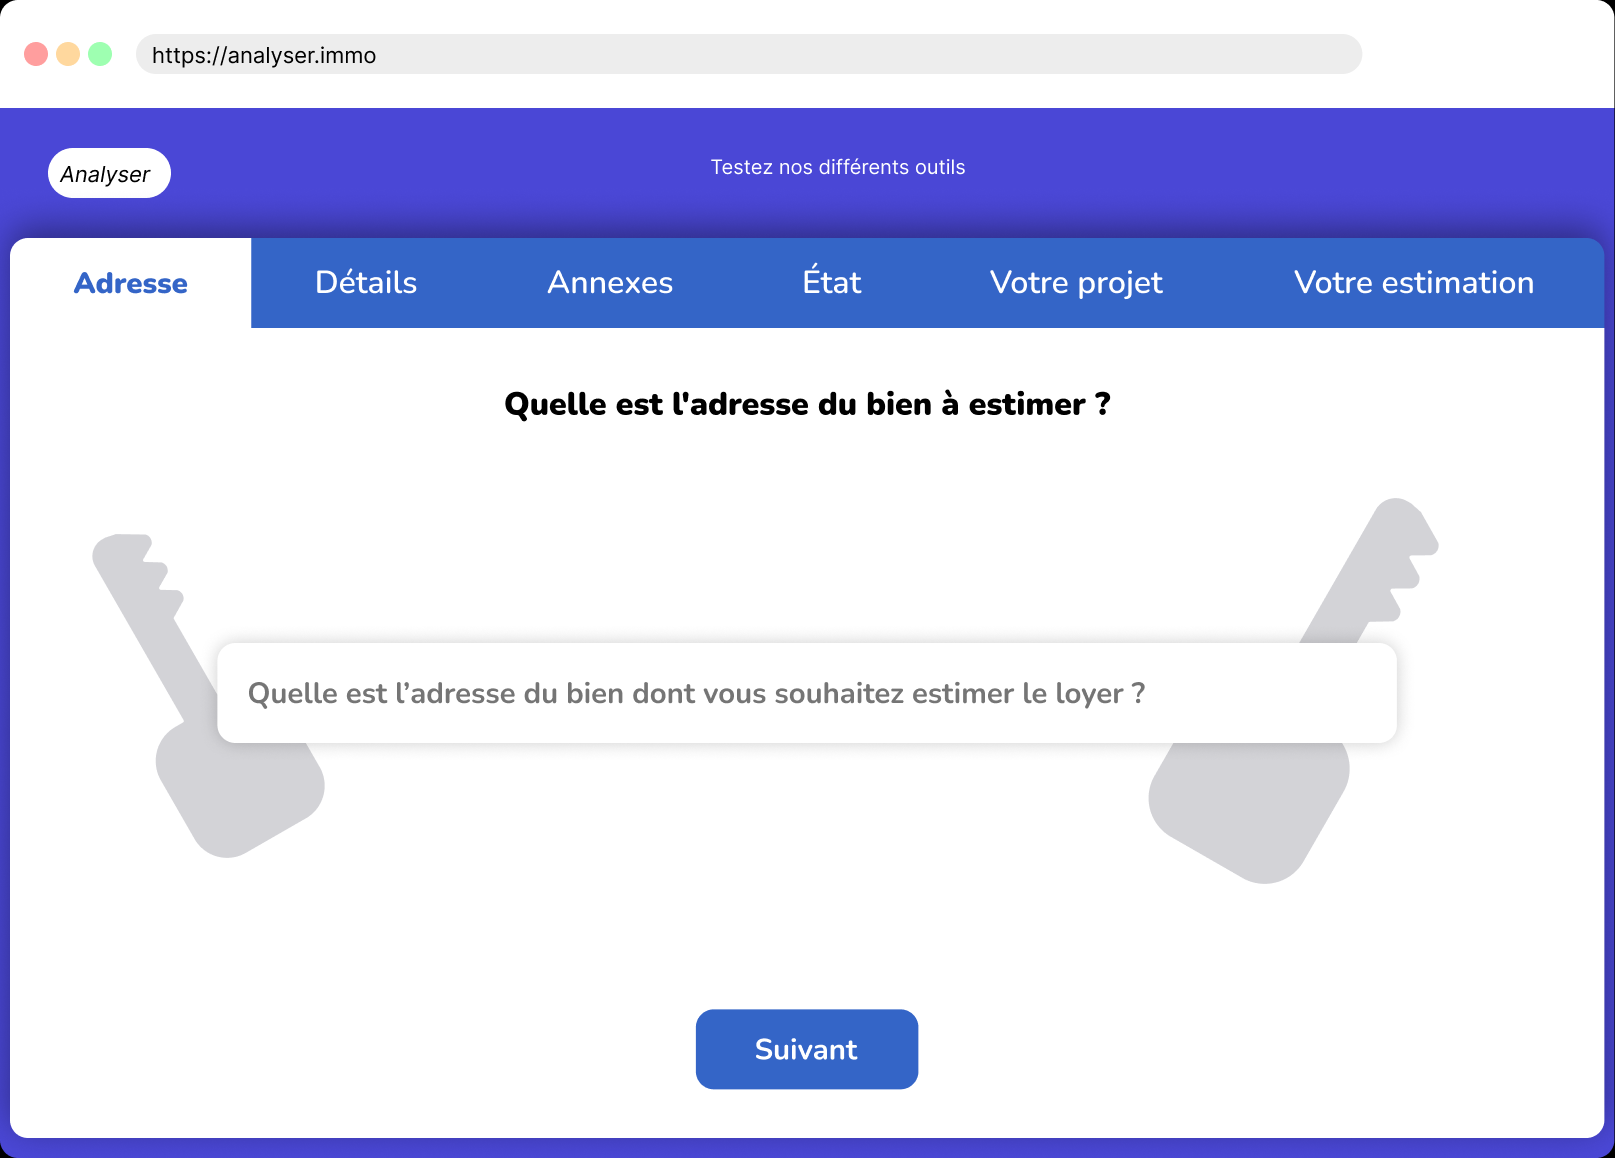 https://analyser.immo
Analyser
Testez nos différents outils
Adresse
Détails
Annexes
État
Votre projet
Votre estimation
Quelle est l'adresse du bien à estimer ?
Quelle est l’adresse du bien dont vous souhaitez estimer le loyer ?
Suivant